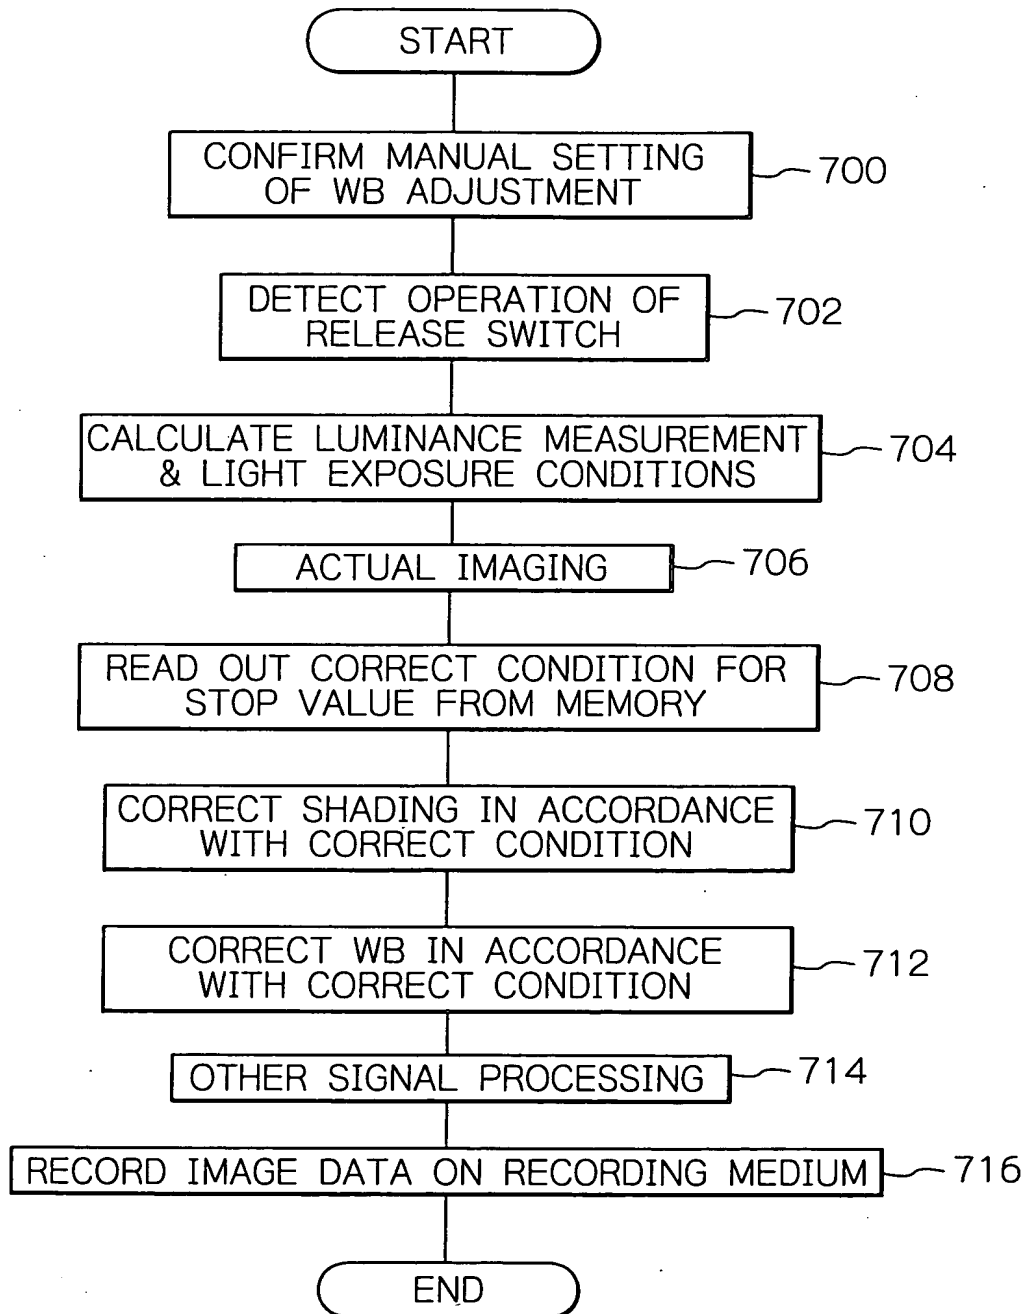 START
CONFIRM MANUAL SETTING
OF WB ADJUSTMENT
700
DETECT OPERATION OF
RELEASE SWITCH
702
CALCULATE LUMINANCE MEASUREMENT
& LIGHT EXPOSURE CONDITIONS
704
ACTUAL IMAGING
706
READ OUT CORRECT CONDITION FOR
STOP VALUE FROM MEMORY
708
CORRECT SHADING IN ACCORDANCE
WITH CORRECT CONDITION
710
CORRECT WB IN ACCORDANCE
WITH CORRECT CONDITION
712
OTHER SIGNAL PROCESSING
714
RECORD IMAGE DATA ON RECORDING MEDIUM
716
END